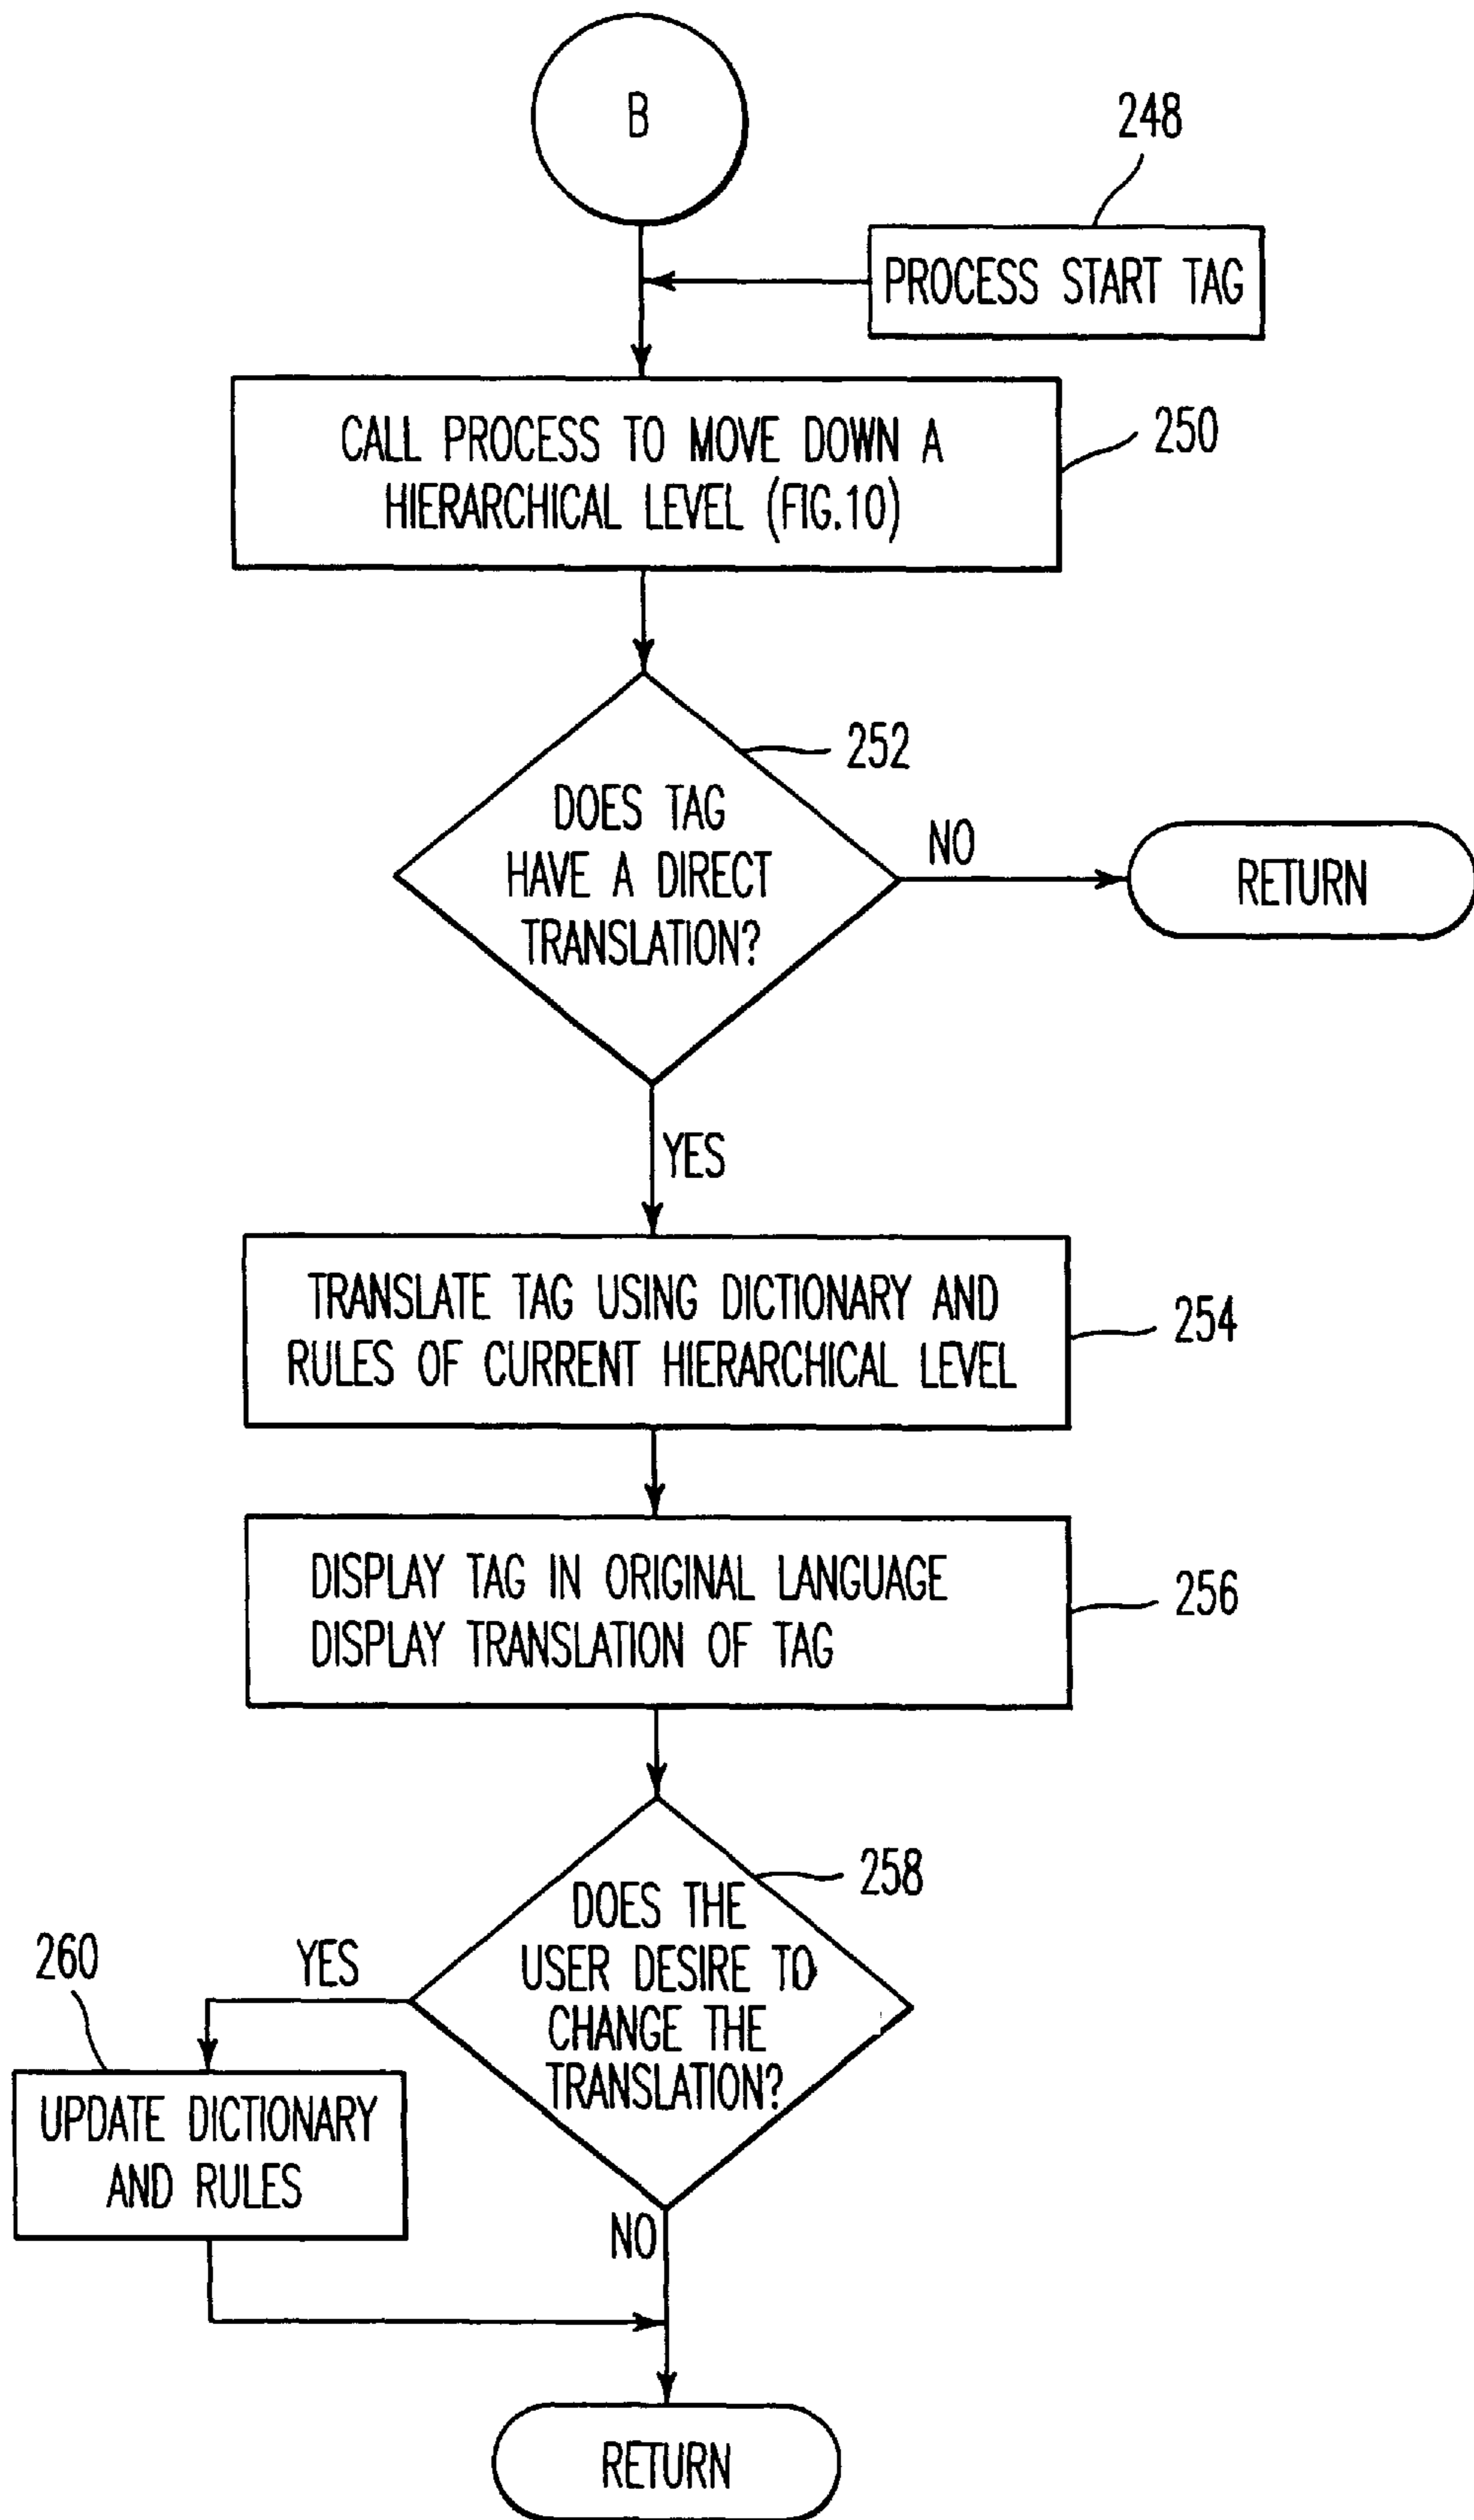 B
248
PROCESS START TAG
CALL PROCESS TO MOVE DOWN A
HIERARCHICAL LEVEL (FIG.10)
250
252
DOES TAG
HAVE A DIRECT
TRANSLATION?
NO
RETURN
YES
TRANSLATE TAG USING DICTIONARY AND
RULES OF CURRENT HIERARCHICAL LEVEL
254
DISPLAY TAG IN ORIGINAL LANGUAGE
DISPLAY TRANSLATION OF TAG
256
258
DOES THE
USER DESIRE TO
CHANGE THE
TRANSLATION?
YES
260
UPDATE DICTIONARY
AND RULES
NO
RETURN